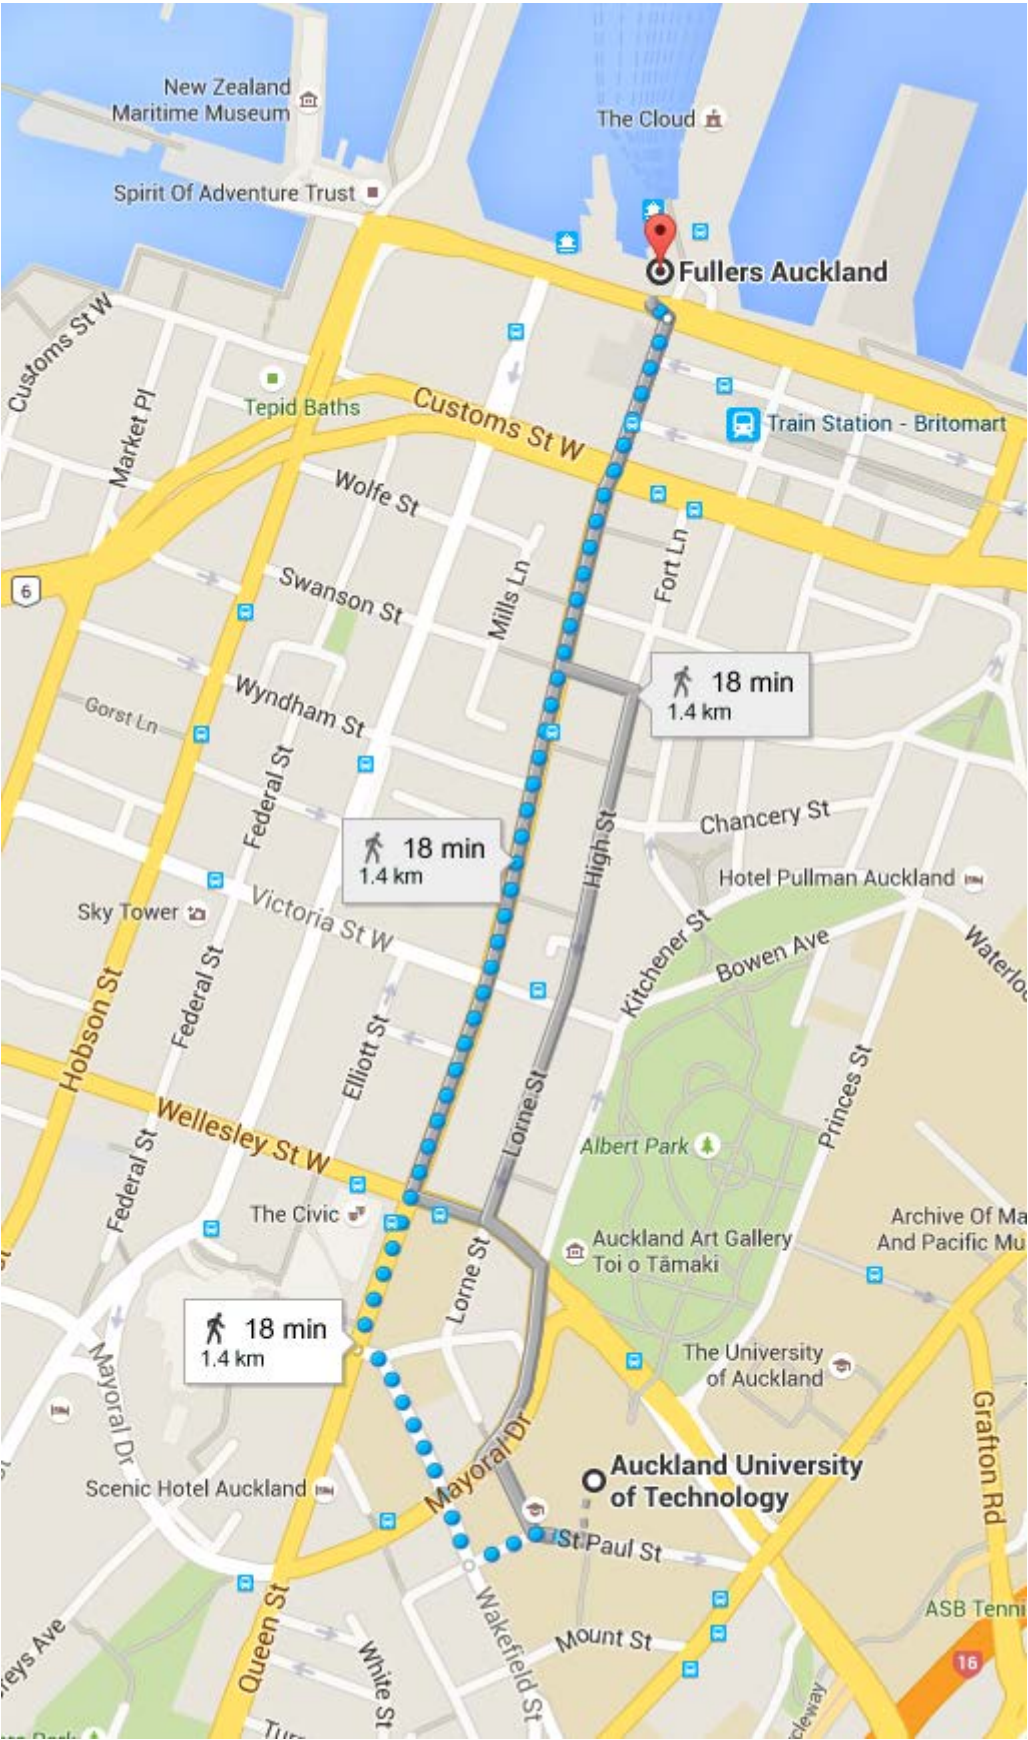 New Zealand
Maritime Museum
The Cloud
Spirit Of Adventure Trust
Fullers Auckland
Customs St W
Tepid Baths
Market Pl
Customs St W
Train Station - Britomart
Wolfe St
Fort Ln
6
Swanson St
Mills Ln
18 min
1.4 km
Wyndham St
Gorst Ln
Federal St
High St
Chancery St
18 min
1.4 km
Hotel Pullman Auckland
Sky Tower
Victoria St W
Kitchener St
Bowen Ave
Waterloo
Federal St
Hobson St
Elliott St
Lorne St
Princes St
Wellesley St W
Albert Park
Federal St
The Civic
Archive Of Ma
And Pacific Mu
Auckland Art Gallery
Toi o Tāmaki
Lorne St
18 min
1.4 km
The University
of Auckland
Mayoral Dr
Grafton Rd
Mayoral Dr
Auckland University
of Technology
Scenic Hotel Auckland
St Paul St
Queen St
Wakefield St
ASB Tenni
Mount St
16
reys Ave
White St
cleway